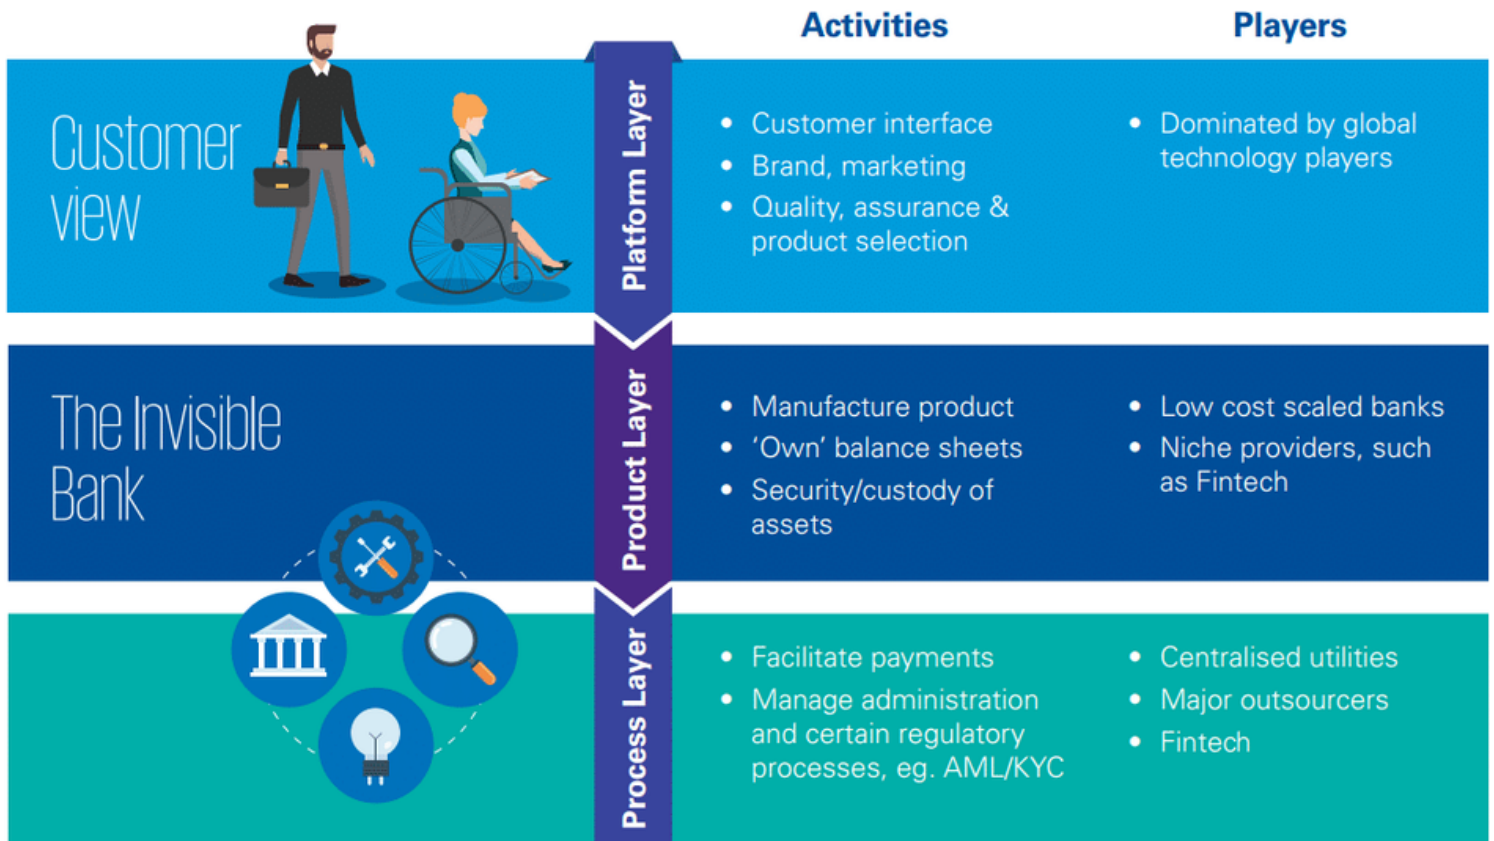 Activities
Players
Customer
view
Platform Layer
• Customer interface
• Brand, marketing
• Quality, assurance &
product selection
• Dominated by global
technology players
The Invisible
Bank
Product Layer
• Manufacture product
• ‘Own’ balance sheets
• Security/custody of
assets
• Low cost scaled banks
• Niche providers, such
as Fintech
Process Layer
• Facilitate payments
• Manage administration
and certain regulatory
processes, eg. AML/KYC
• Centralised utilities
• Major outsourcers
• Fintech